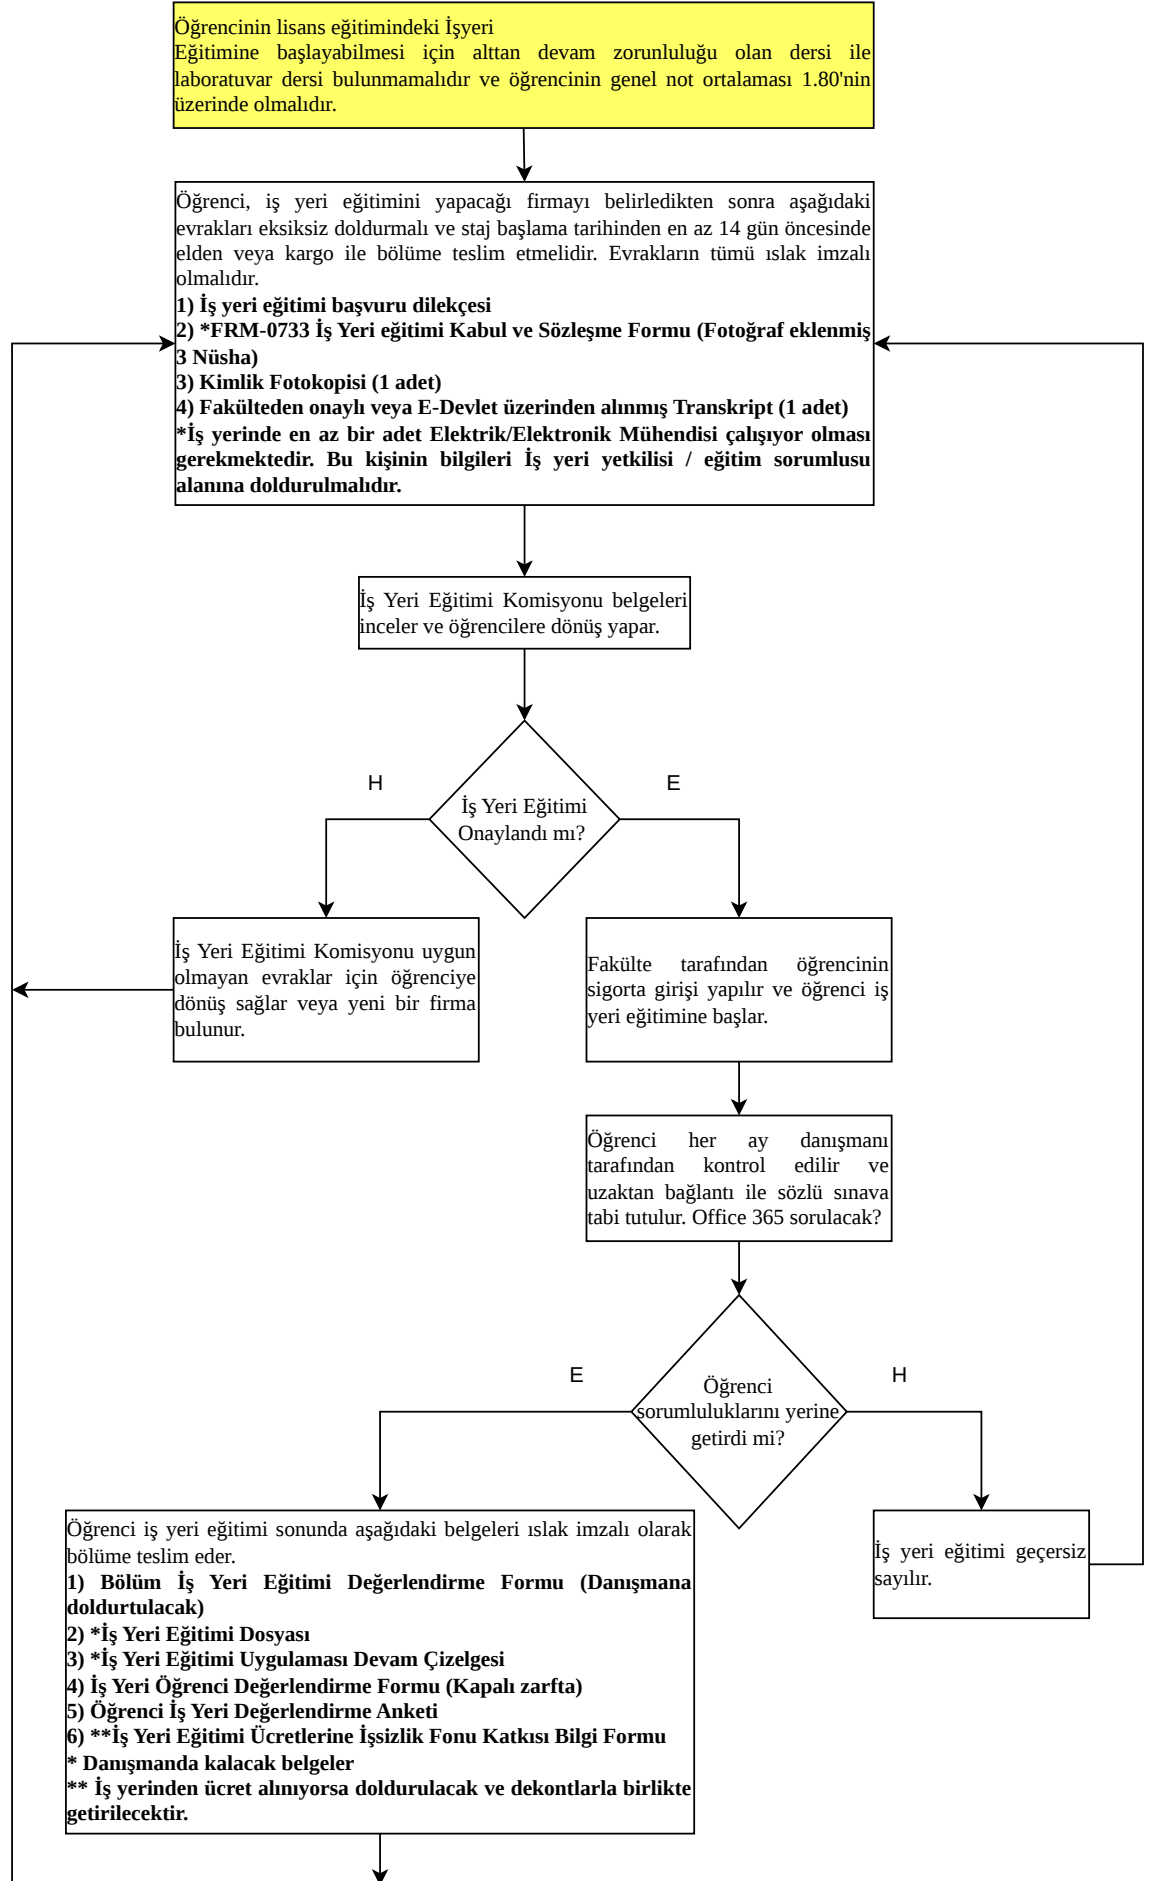 Öğrencinin lisans eğitimindeki İşyeri
Eğitimine başlayabilmesi için alttan devam zorunluluğu olan dersi ile
laboratuvar dersi bulunmamalıdır ve öğrencinin genel not ortalaması 1.80'nin
üzerinde olmalıdır.
Öğrenci, iş yeri eğitimini yapacağı firmayı belirledikten sonra aşağıdaki
evrakları eksiksiz doldurmalı ve staj başlama tarihinden en az 14 gün öncesinde
elden veya kargo ile bölüme teslim etmelidir. Evrakların tümü ıslak imzalı
olmalıdır.
1) İş yeri eğitimi başvuru dilekçesi
2) *FRM-0733 İş Yeri eğitimi Kabul ve Sözleşme Formu (Fotoğraf eklenmiş
3 Nüsha)
3) Kimlik Fotokopisi (1 adet)
4) Fakülteden onaylı veya E-Devlet üzerinden alınmış Transkript (1 adet)
*İş yerinde en az bir adet Elektrik/Elektronik Mühendisi çalışıyor olması
gerekmektedir. Bu kişinin bilgileri İş yeri yetkilisi / eğitim sorumlusu
alanına doldurulmalıdır.
İş Yeri Eğitimi Komisyonu belgeleri
inceler ve öğrencilere dönüş yapar.
H
E
İş Yeri Eğitimi
Onaylandı mı?
İş Yeri Eğitimi Komisyonu uygun
olmayan evraklar için öğrenciye
dönüş sağlar veya yeni bir firma
bulunur.
Fakülte tarafından öğrencinin
sigorta girişi yapılır ve öğrenci iş
yeri eğitimine başlar.
Öğrenci her ay danışmanı
tarafından kontrol edilir ve
uzaktan bağlantı ile sözlü sınava
tabi tutulur. Office 365 sorulacak?
E
H
Öğrenci
sorumluluklarını yerine
getirdi mi?
Öğrenci iş yeri eğitimi sonunda aşağıdaki belgeleri ıslak imzalı olarak
bölüme teslim eder.
1) Bölüm İş Yeri Eğitimi Değerlendirme Formu (Danışmana
doldurtulacak)
2) *İş Yeri Eğitimi Dosyası
3) *İş Yeri Eğitimi Uygulaması Devam Çizelgesi
4) İş Yeri Öğrenci Değerlendirme Formu (Kapalı zarfta)
5) Öğrenci İş Yeri Değerlendirme Anketi
6) **İş Yeri Eğitimi Ücretlerine İşsizlik Fonu Katkısı Bilgi Formu
* Danışmanda kalacak belgeler
** İş yerinden ücret alınıyorsa doldurulacak ve dekontlarla birlikte
getirilecektir.
İş yeri eğitimi geçersiz
sayılır.